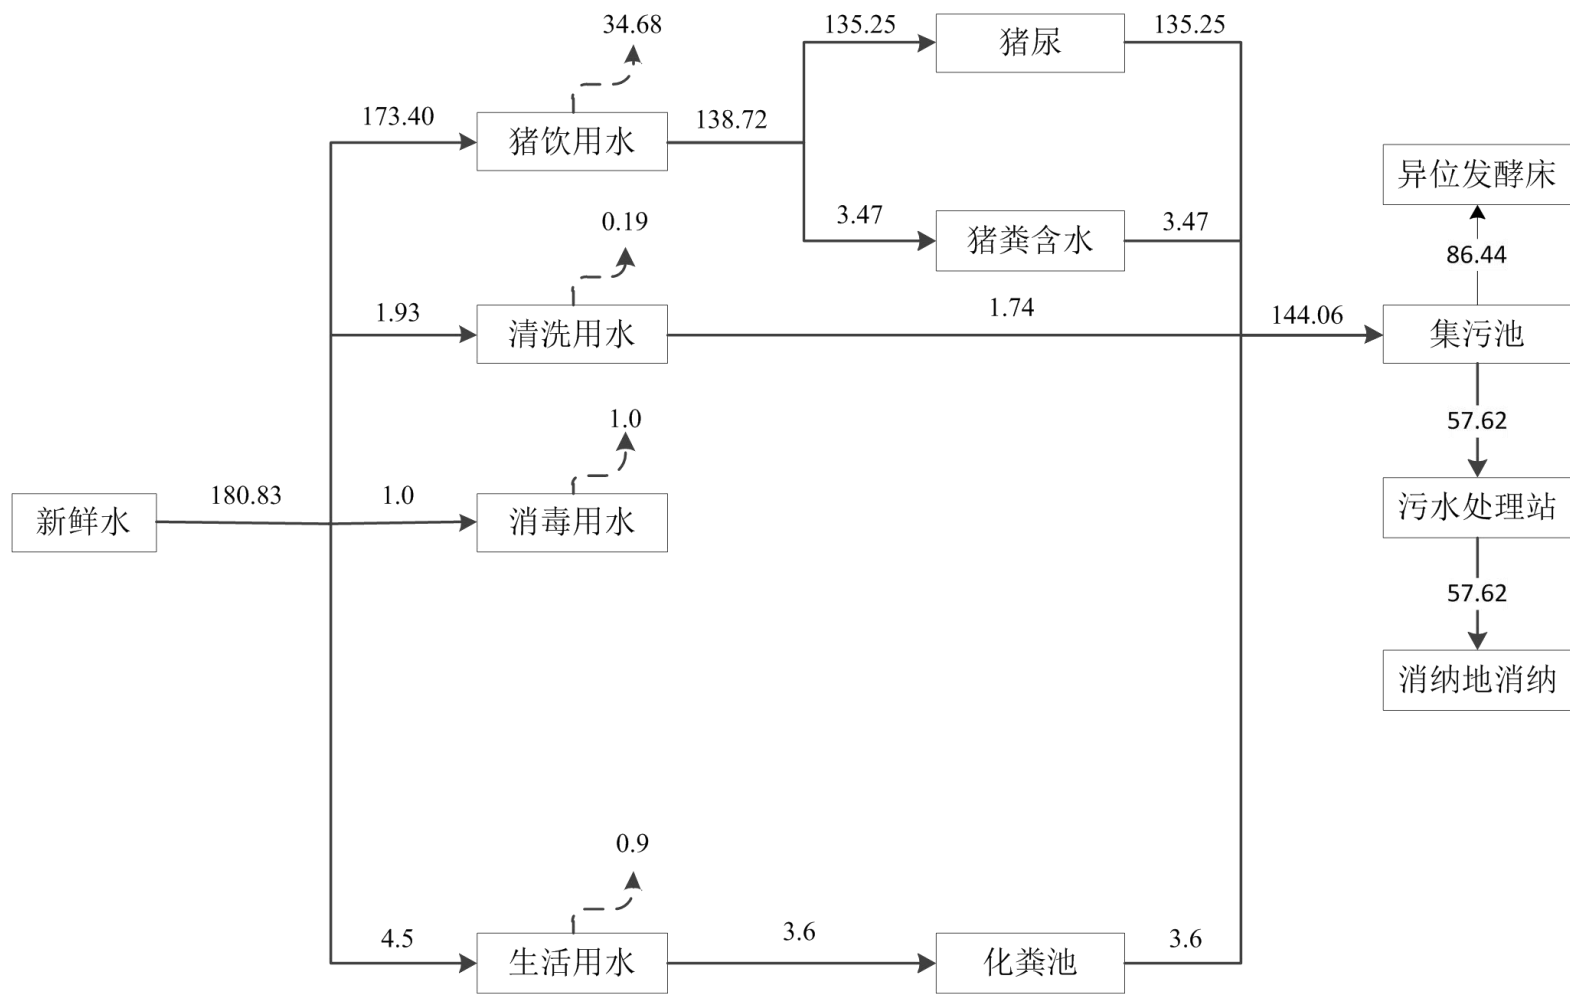 34.68
135.25
猪尿
135.25
173.40
猪饮用水
138.72
异位发酵床
0.19
3.47
猪粪含水
3.47
86.44
1.93
清洗用水
1.74
144.06
集污池
1.0
57.62
新鲜水
180.83
1.0
消毒用水
污水处理站
57.62
消纳地消纳
0.9
4.5
生活用水
3.6
化粪池
3.6